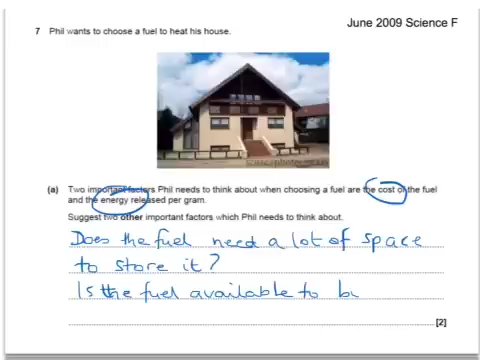 June 2009 Science F
7 Phil wants to choose a fuel to heat his house.
(a) Two important factors Phil needs to think about when choosing a fuel are the cost of the fuel
and the energy released per gram.
Suggest two other important factors which Phil needs to think about.
Does the fuel need a lot of space
to store it?
Is the fuel available to bu
[2]